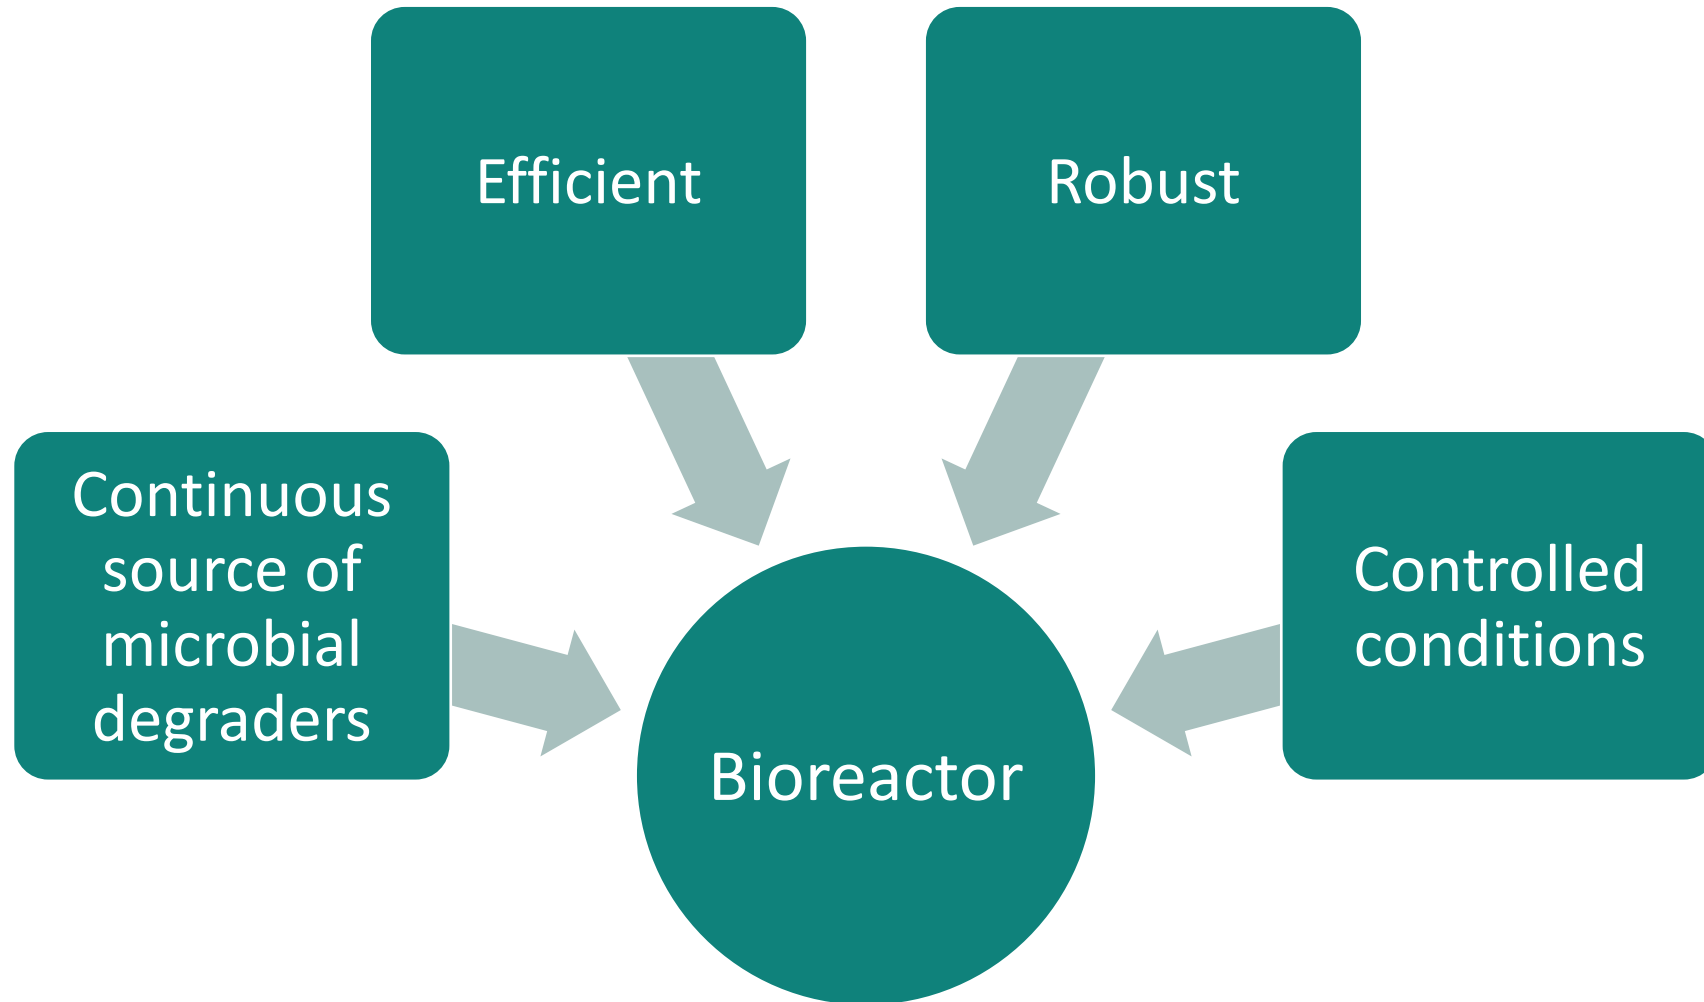 Efficient
Robust
Continuous
source of
microbial
degraders
Controlled
conditions
Bioreactor